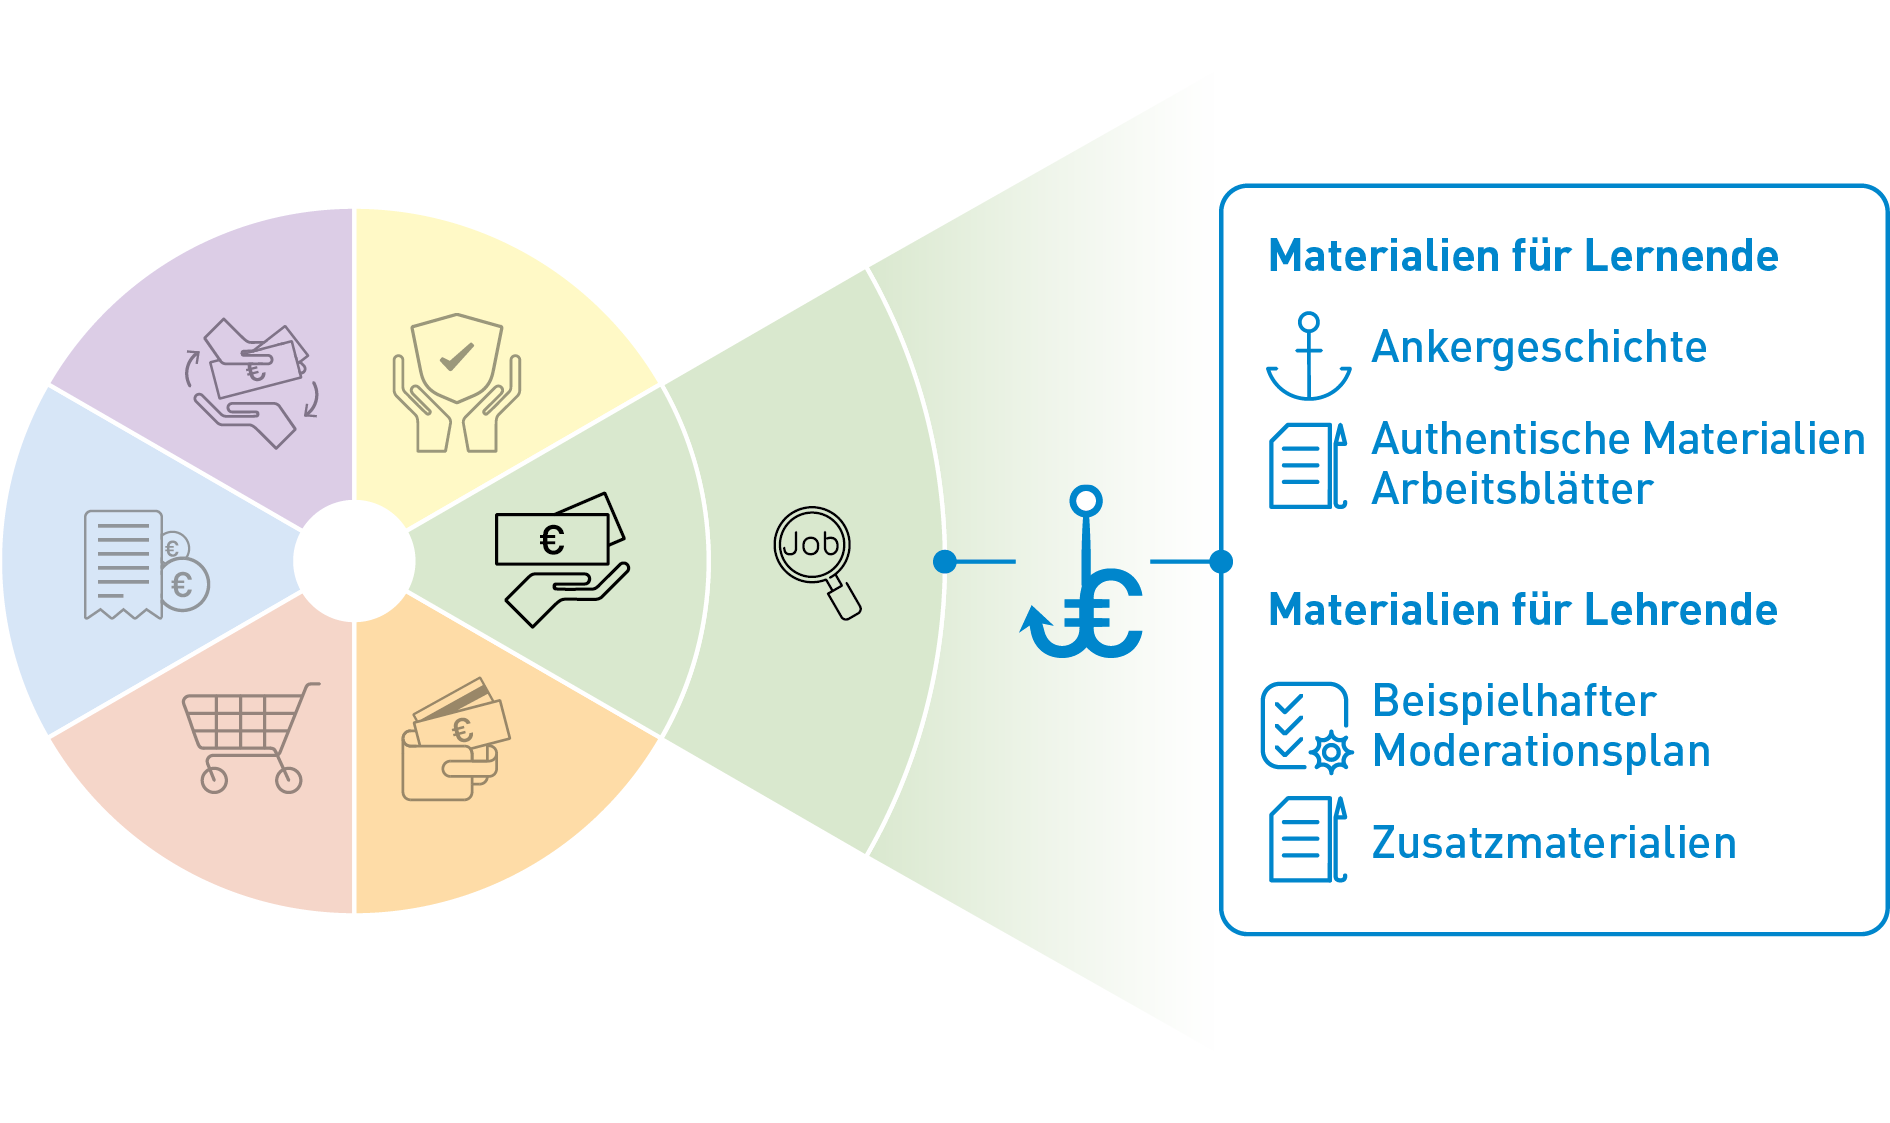 €
€
€
€
Job
€
€
Materialien für Lernende
Ankergeschichte
Authentische Materialien
Arbeitsblätter
Materialien für Lehrende
Beispielhafter
Moderationsplan
Zusatzmaterialien